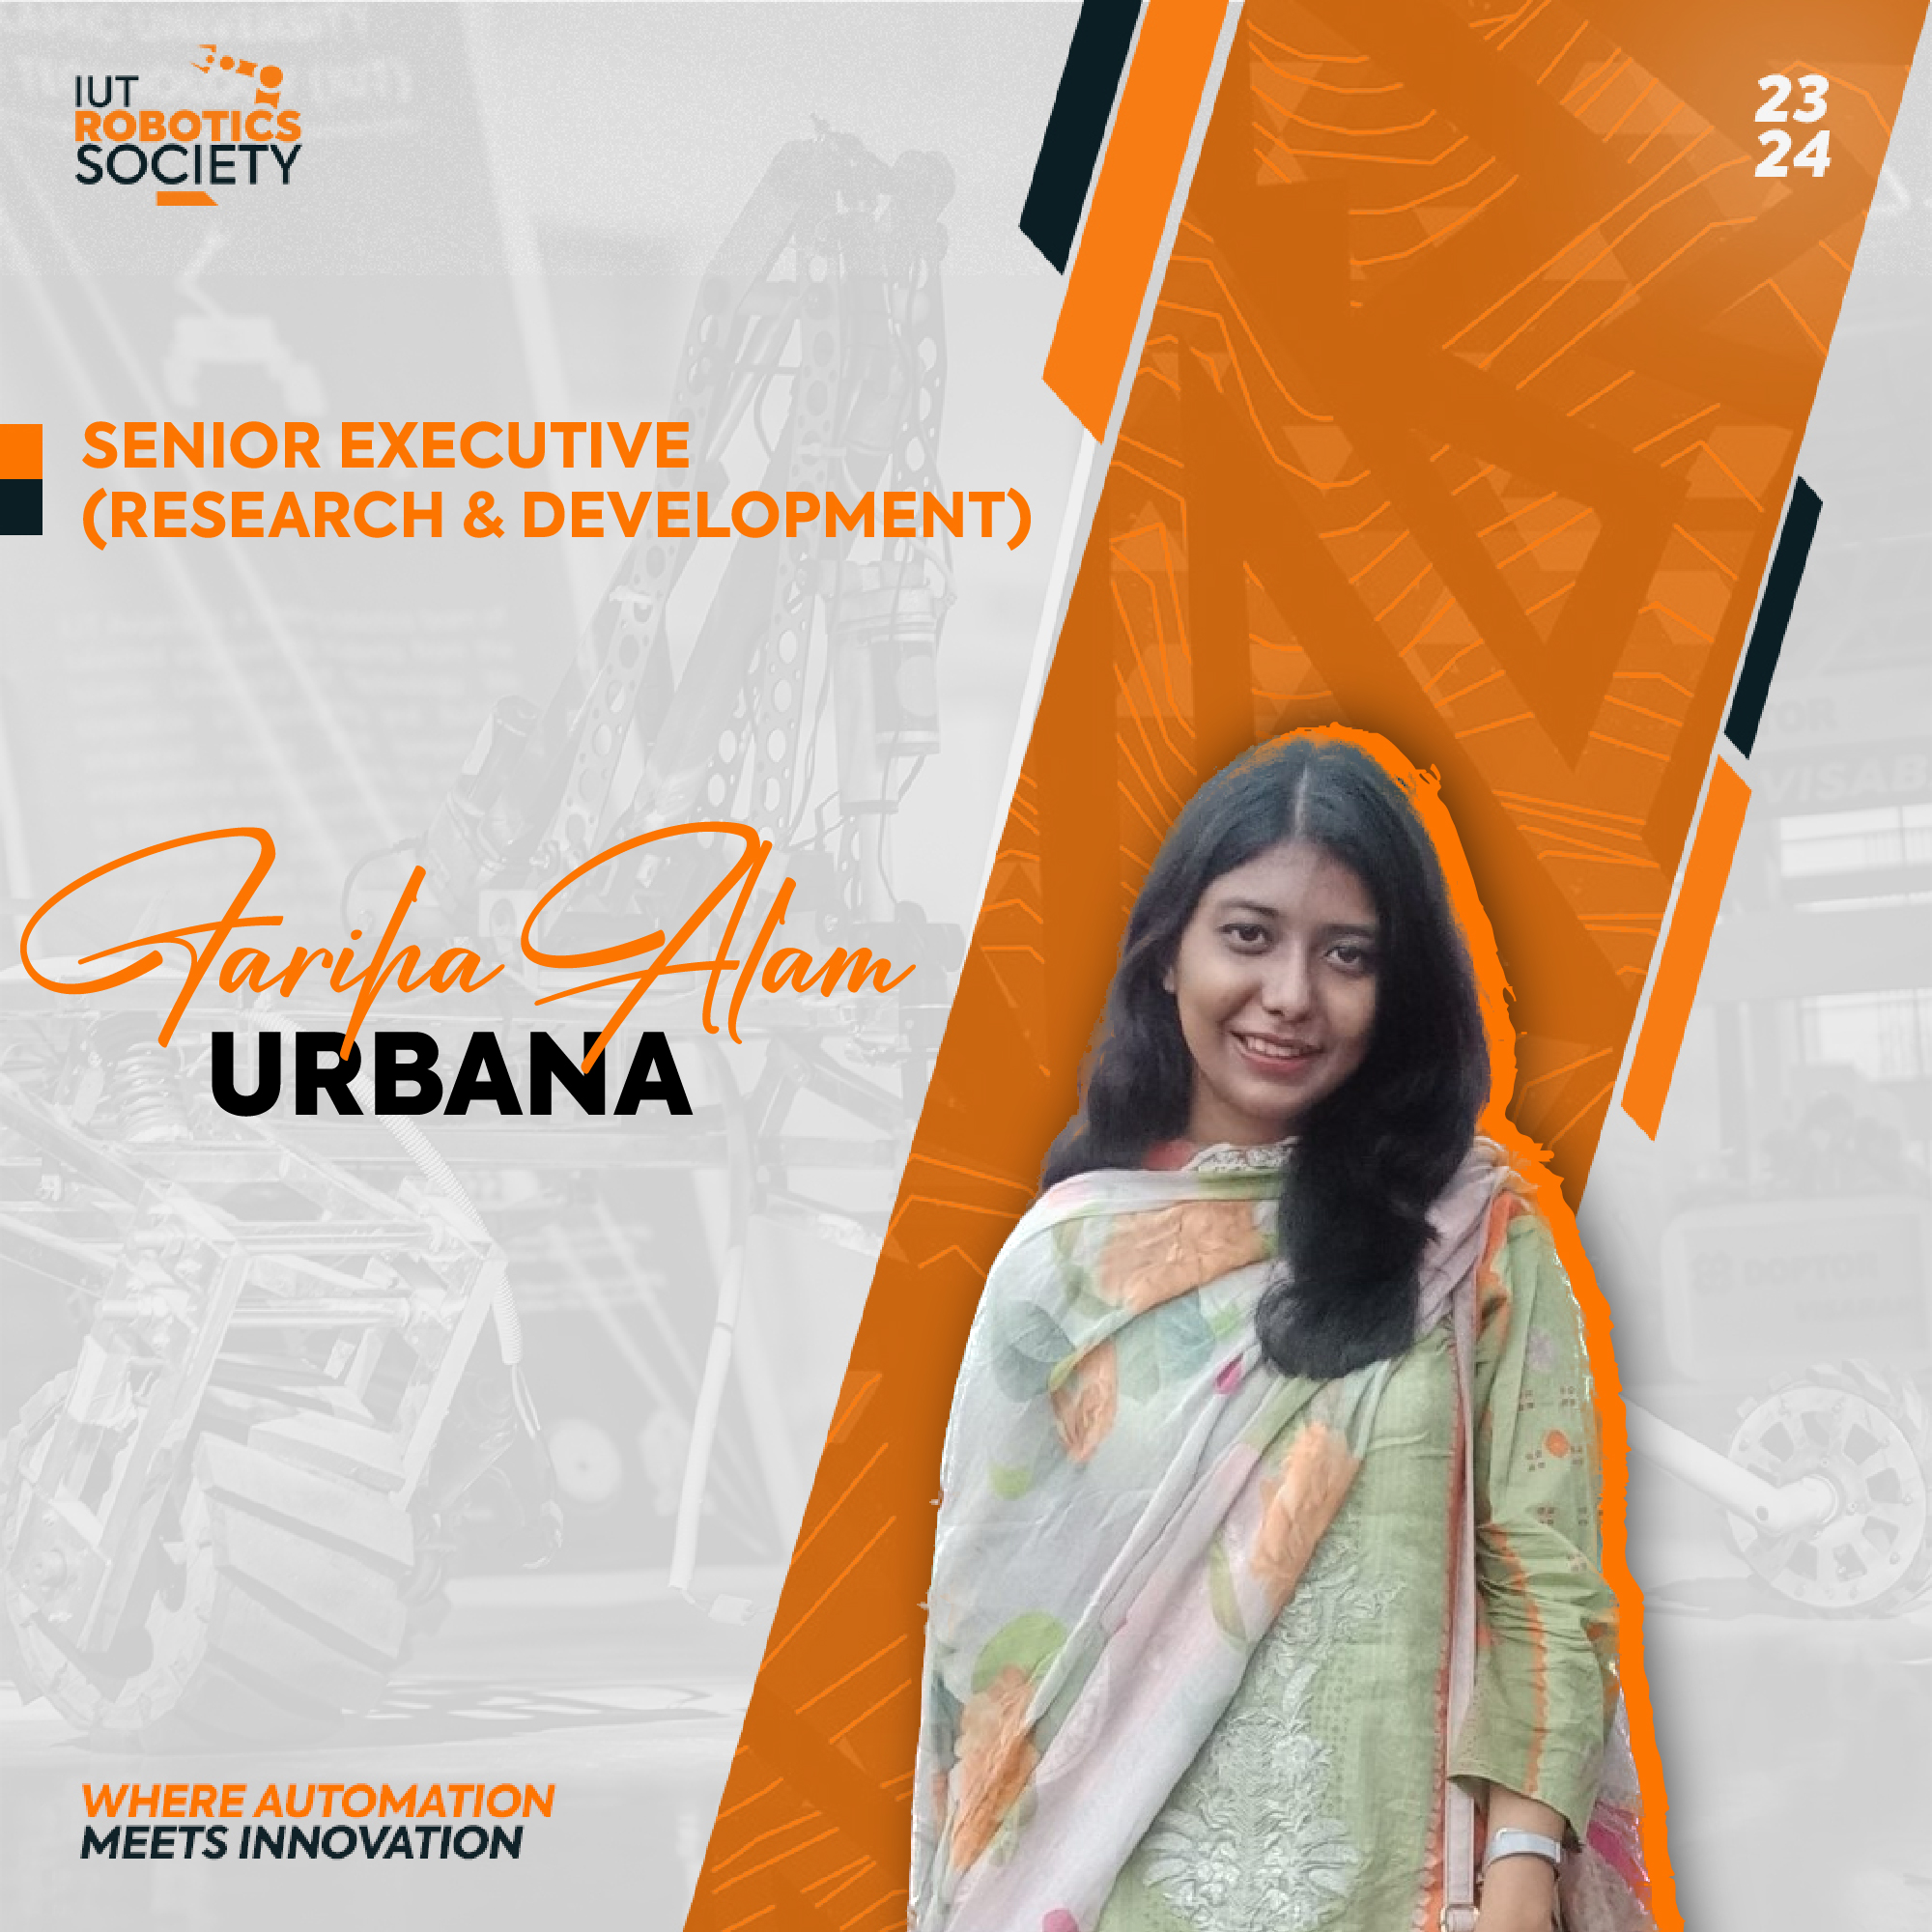 IUT
ROBOTICS
SOCIETY
23
24
SENIOR EXECUTIVE
(RESEARCH & DEVELOPMENT)
Fariha Alam
URBANA
WHERE AUTOMATION
MEETS INNOVATION